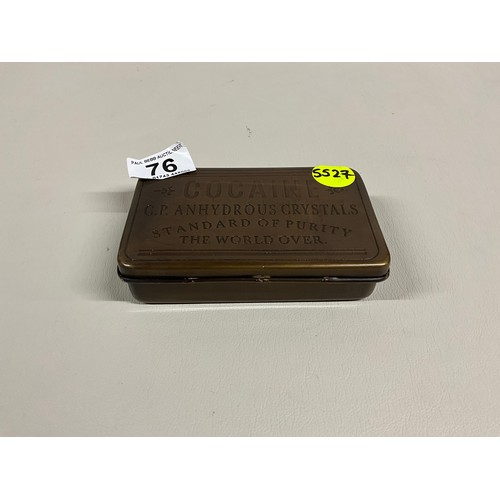 76
5527
COCAINE
C.P. ANHYDROUS CRYSTALS
STANDARD OF PURITY
THE WORLD OVER.